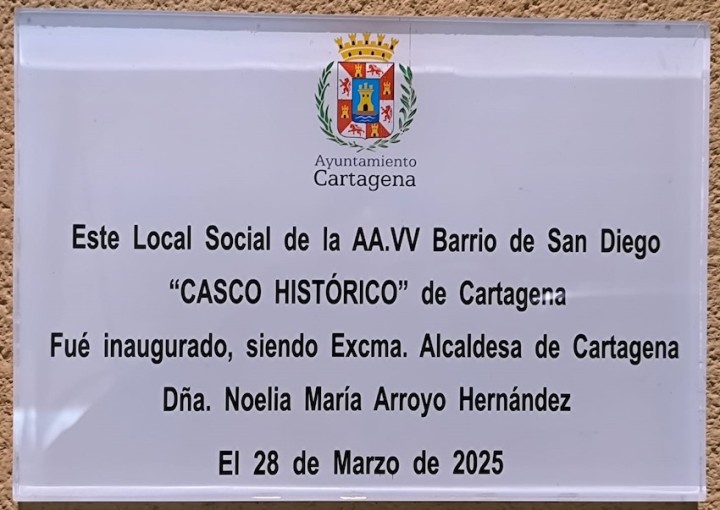 Ayuntamiento
Cartagena
Este Local Social de la AA.VV Barrio de San Diego
“CASCO HISTÓRICO” de Cartagena
Fué inaugurado, siendo Excma. Alcaldesa de Cartagena
Dña. Noelia María Arroyo Hernández
El 28 de Marzo de 2025